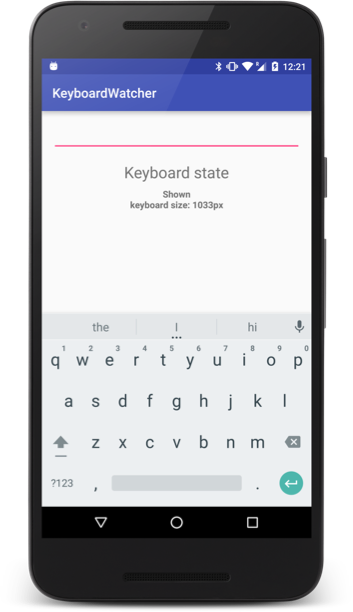 12:21
KeyboardWatcher
Keyboard state
Shown
keyboard size: 1033px
the I hi
1 2 3 4 5 6 7 8 9 0
q w e r t y u i o p
a s d f g h j k l
z x c v b n m
?123 , .